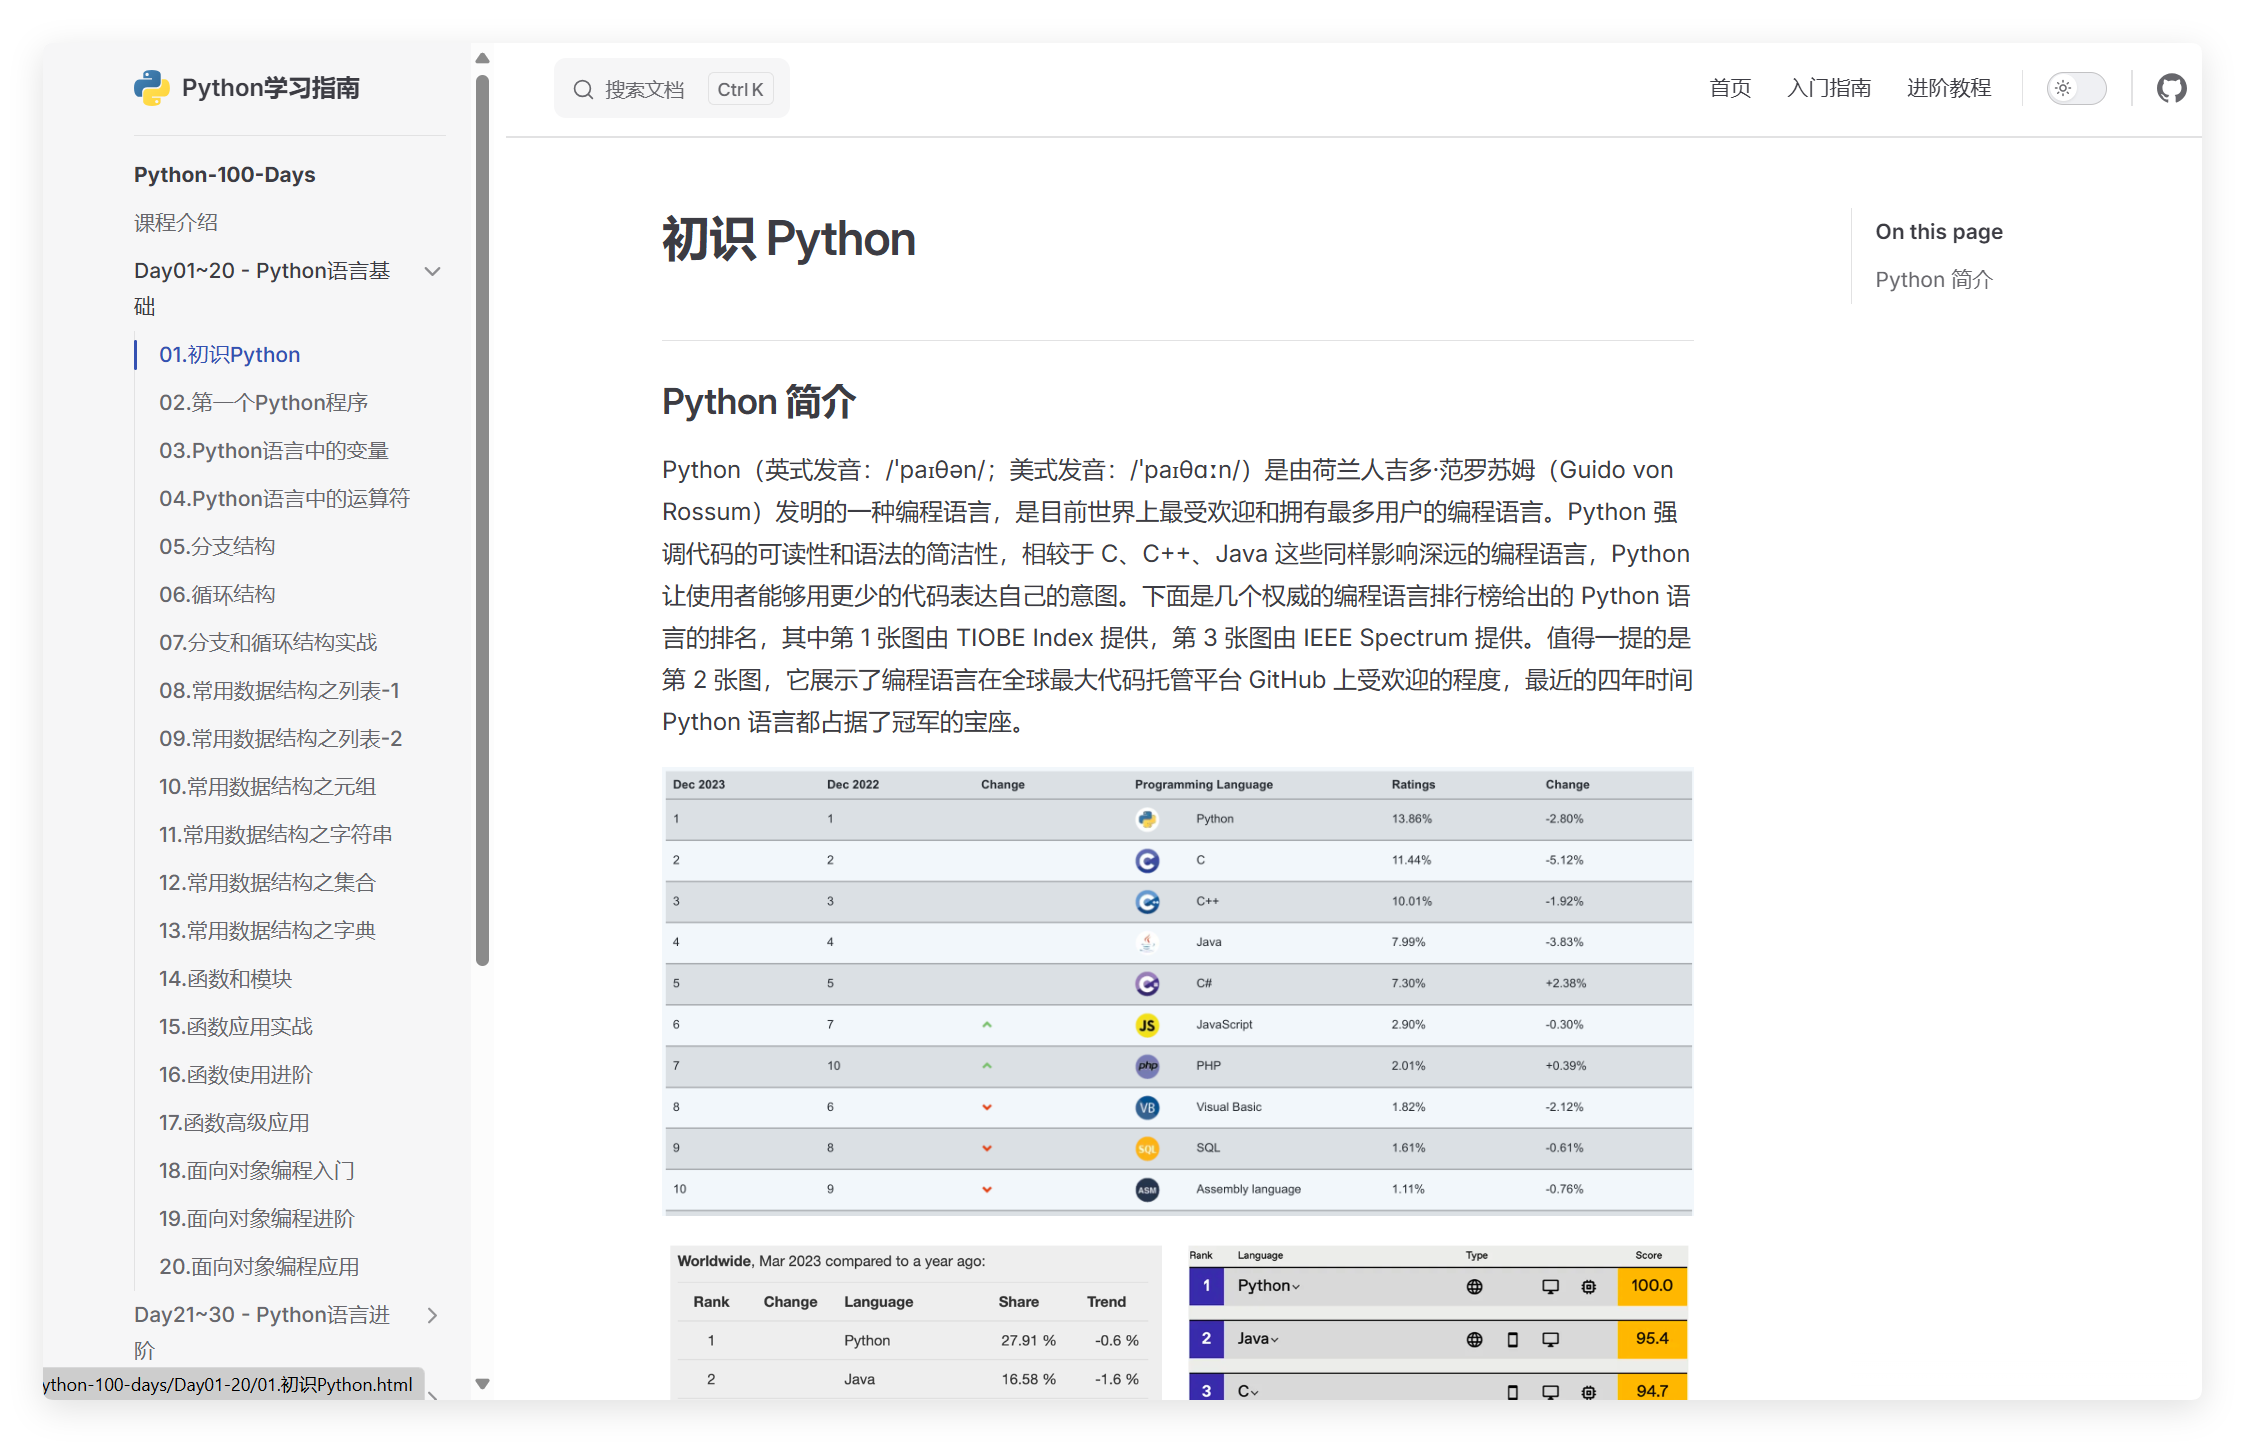 Python学习指南
Python-100-Days
课程介绍
Day01~20 - Python语言基
础
01.初识Python
02.第一个Python程序
03.Python语言中的变量
04.Python语言中的运算符
05.分支结构
06.循环结构
07.分支和循环结构实战
08.常用数据结构之列表-1
09.常用数据结构之列表-2
10.常用数据结构之元组
11.常用数据结构之字符串
12.常用数据结构之集合
13.常用数据结构之字典
14.函数和模块
15.函数应用实战
16.函数使用进阶
17.函数高级应用
18.面向对象编程入门
19.面向对象编程进阶
20.面向对象编程应用
Day21~30 - Python语言进
阶
ython-100-days/Day01-20/01.初识Python.html
搜索文档 Ctrl K
首页 入门指南 进阶教程
初识 Python
Python 简介
Python（英式发音：/ˈpaɪθən/；美式发音：/ˈpaɪθɑːn/）是由荷兰人吉多·范罗苏姆（Guido von
Rossum）发明的一种编程语言，是目前世界上最受欢迎和拥有最多用户的编程语言。Python 强
调代码的可读性和语法的简洁性，相较于 C、C++、Java 这些同样影响深远的编程语言，Python
让使用者能够用更少的代码表达自己的意图。下面是几个权威的编程语言排行榜给出的 Python 语
言的排名，其中第 1 张图由 TIOBE Index 提供，第 3 张图由 IEEE Spectrum 提供。值得一提的是
第 2 张图，它展示了编程语言在全球最大代码托管平台 GitHub 上受欢迎的程度，最近的四年时间
Python 语言都占据了冠军的宝座。
Dec 2023 Dec 2022 Change Programming Language Ratings Change
1 1 Python 13.86% -2.80%
2 2 C 11.44% -5.12%
3 3 C++ 10.01% -1.92%
4 4 Java 7.99% -3.83%
5 5 C# 7.30% +2.38%
6 7 JS JavaScript 2.90% -0.30%
7 10 php PHP 2.01% +0.39%
8 6 VB Visual Basic 1.82% -2.12%
9 8 SQL SQL 1.61% -0.61%
10 9 ASM Assembly language 1.11% -0.76%
Worldwide, Mar 2023 compared to a year ago:
Rank Change Language Share Trend
1 Python 27.91 % -0.6 %
2 Java 16.58 % -1.6 %
Rank Language Type Score
1 Python 100.0
2 Java 95.4
3 C 94.7
On this page
Python 简介